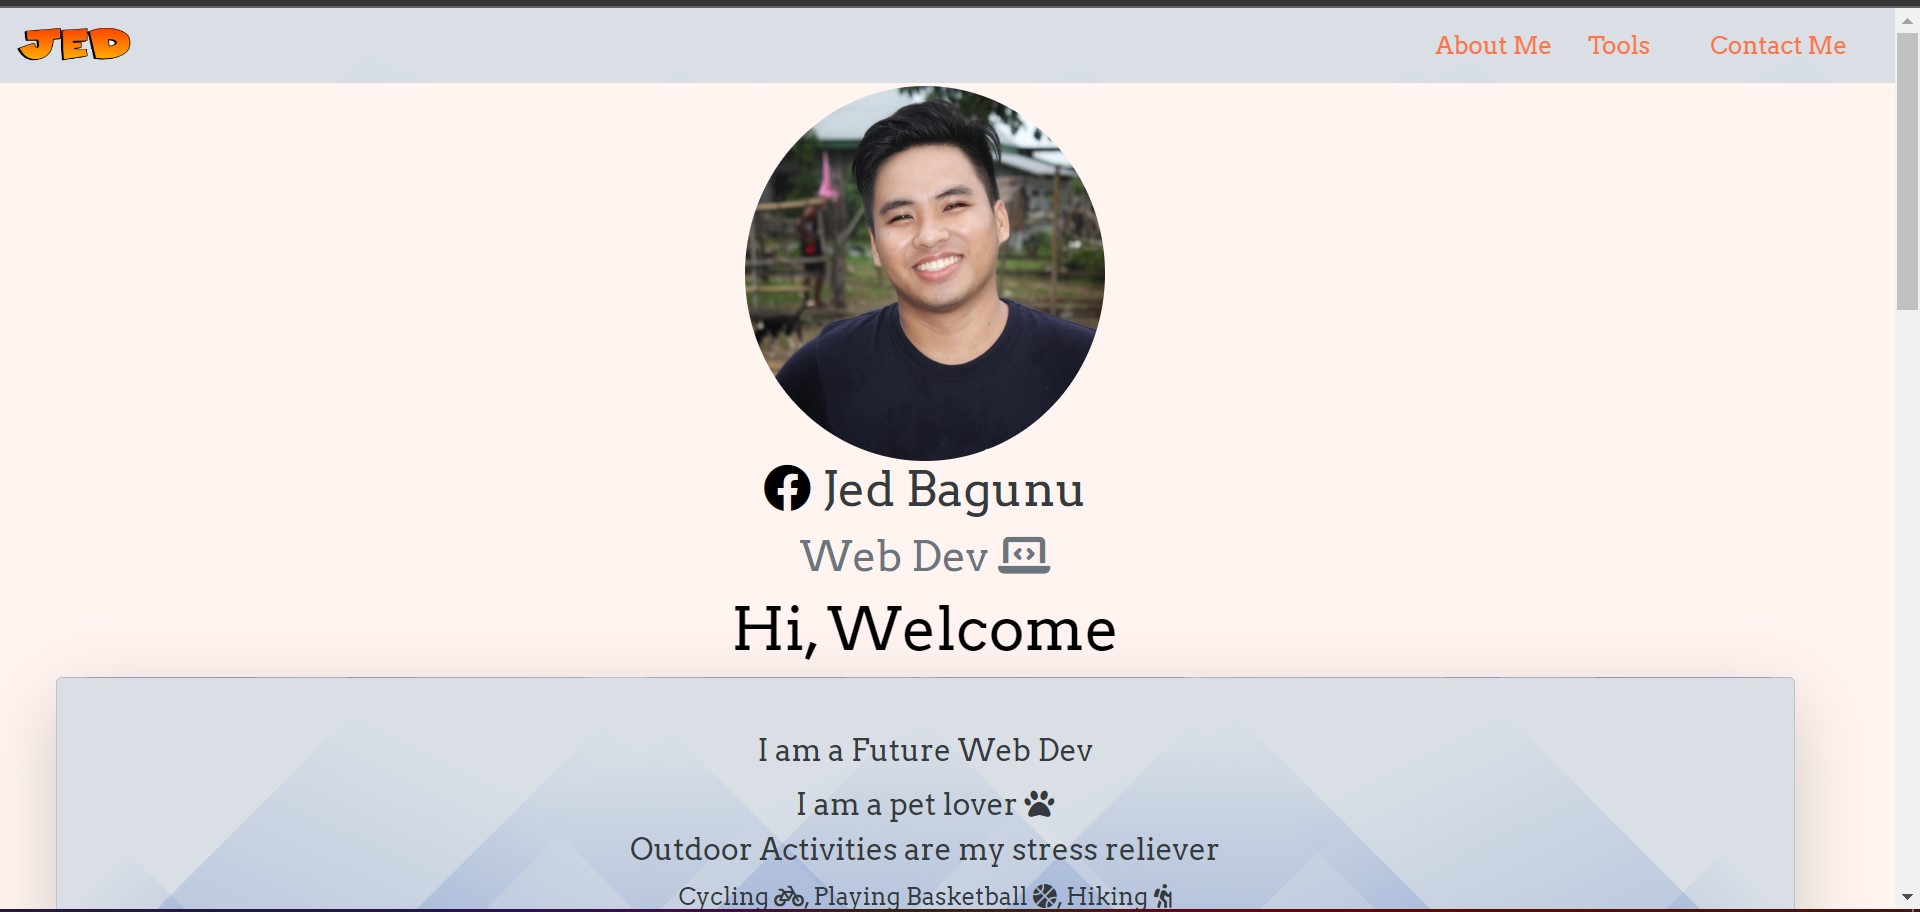 JED
About Me Tools Contact Me
Jed Bagunu
Web Dev
Hi, Welcome
I am a Future Web Dev
I am a pet lover
Outdoor Activities are my stress reliever
Cycling , Playing Basketball , Hiking